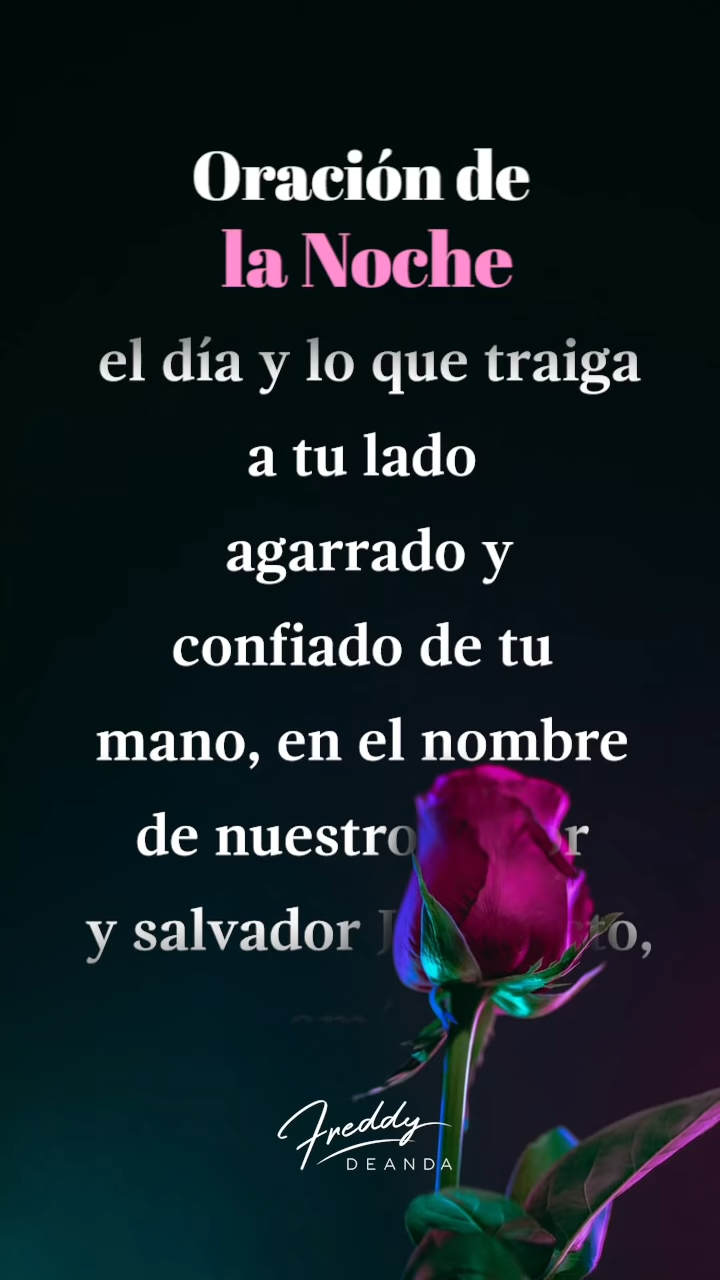 Oración de
la Noche
el día y lo que traiga
a tu lado
agarrado y
confiado de tu
mano, en el nombre
de nuestro
y salvador
Freddy
DEANDA